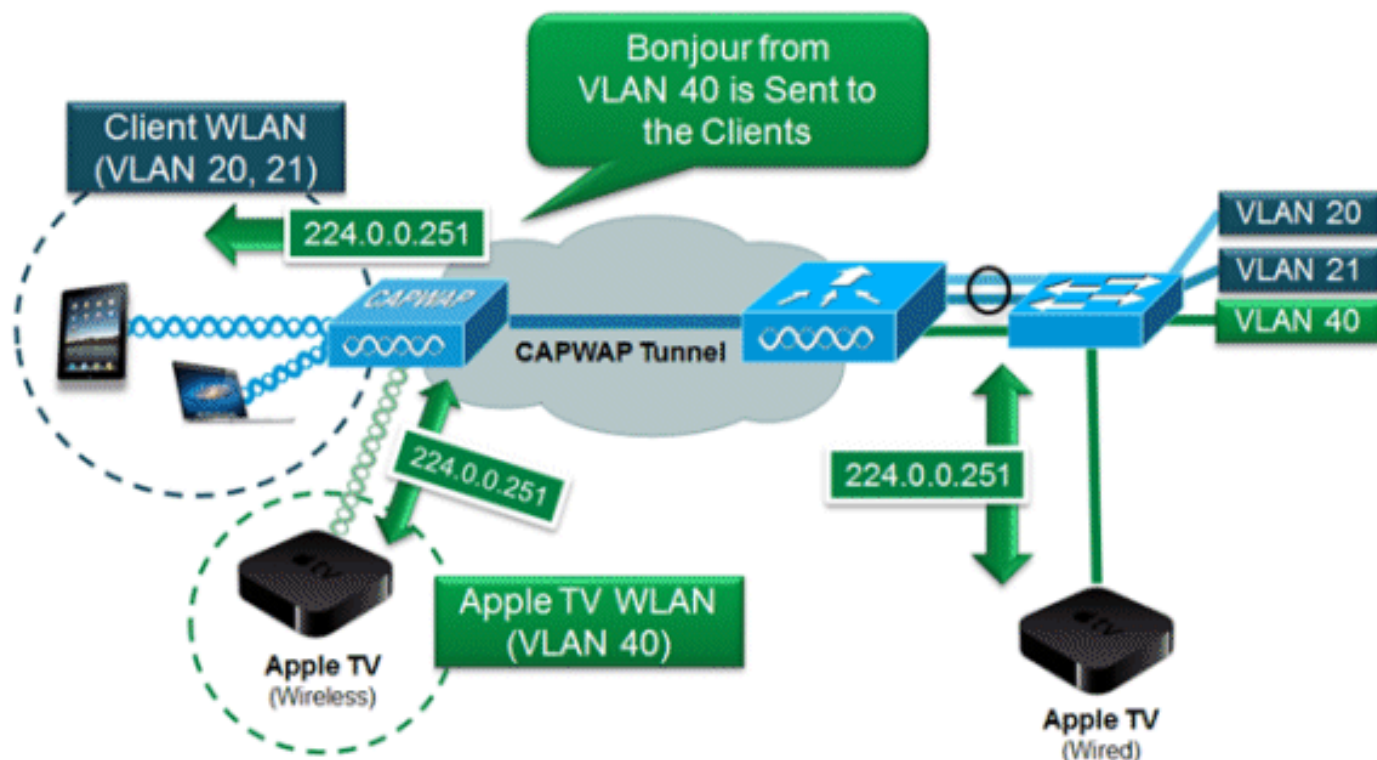 Bonjour from
VLAN 40 is Sent to
the Clients
Client WLAN
(VLAN 20, 21)
224.0.0.251
VLAN 20
VLAN 21
VLAN 40
CAPWAP
CAPWAP Tunnel
224.0.0.251
224.0.0.251
tv
Apple TV WLAN
(VLAN 40)
Apple TV
(Wireless)
tv
Apple TV
(Wired)